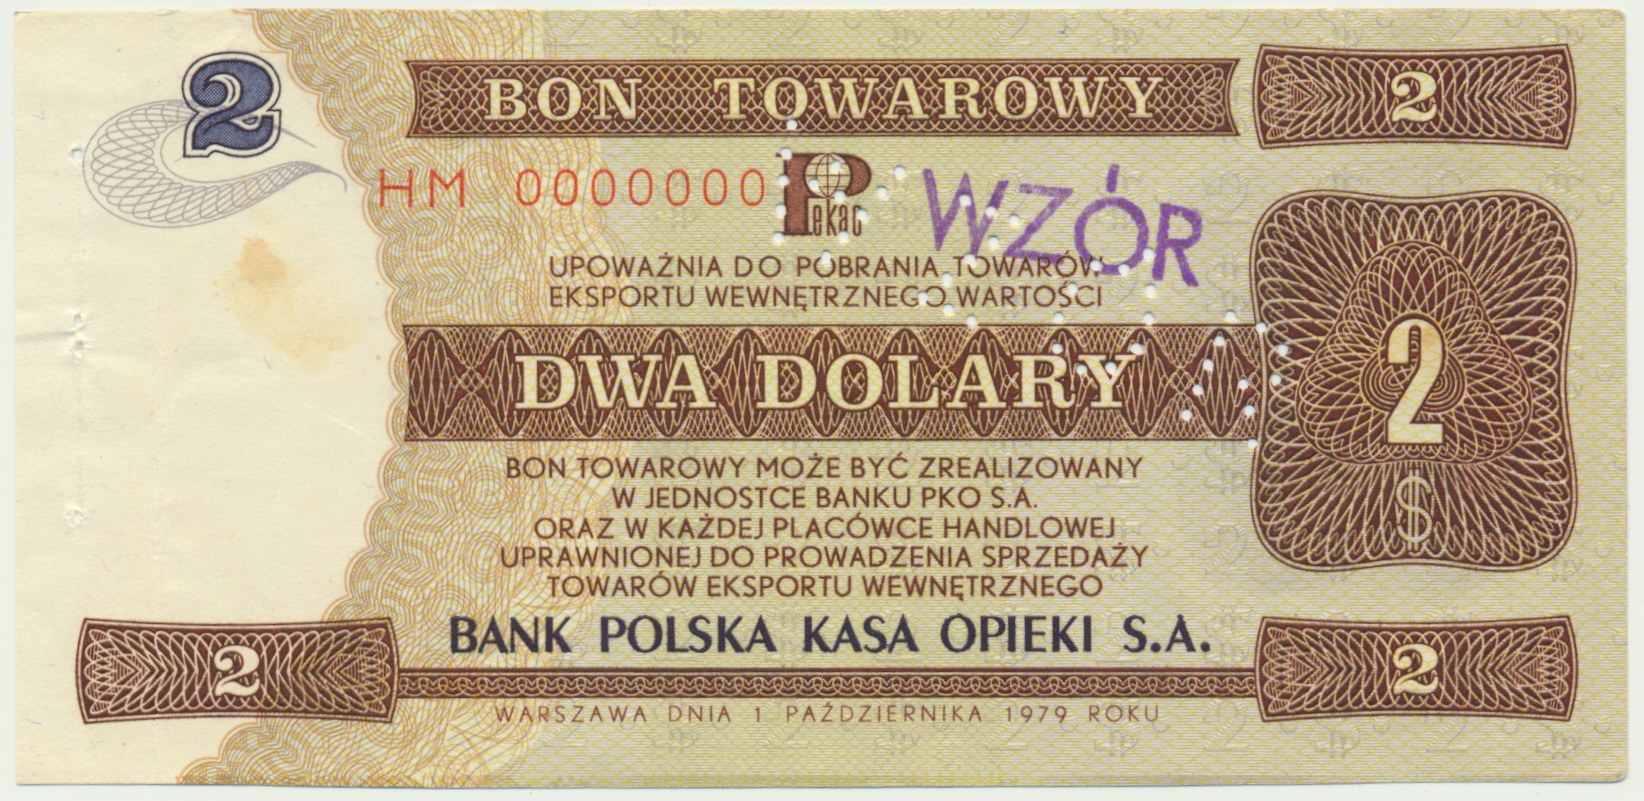 2
BON TOWAROWY
2
HM 0000000
Pekao
WZÓR
UPOWAŻNIA DO POBRANIA TOWARÓW
EKSPORTU WEWNĘTRZNEGO WARTOŚCI
DWA DOLARY
2
$
BON TOWAROWY MOŻE BYĆ ZREALIZOWANY
W JEDNOSTCE BANKU PKO S.A.
ORAZ W KAŻDEJ PLACÓWCE HANDLOWEJ
UPRAWNIONEJ DO PROWADZENIA SPRZEDAŻY
TOWARÓW EKSPORTU WEWNĘTRZNEGO
BANK POLSKA KASA OPIEKI S.A.
2
2
WARSZAWA DNIA 1 PAŹDZIERNIKA 1979 ROKU